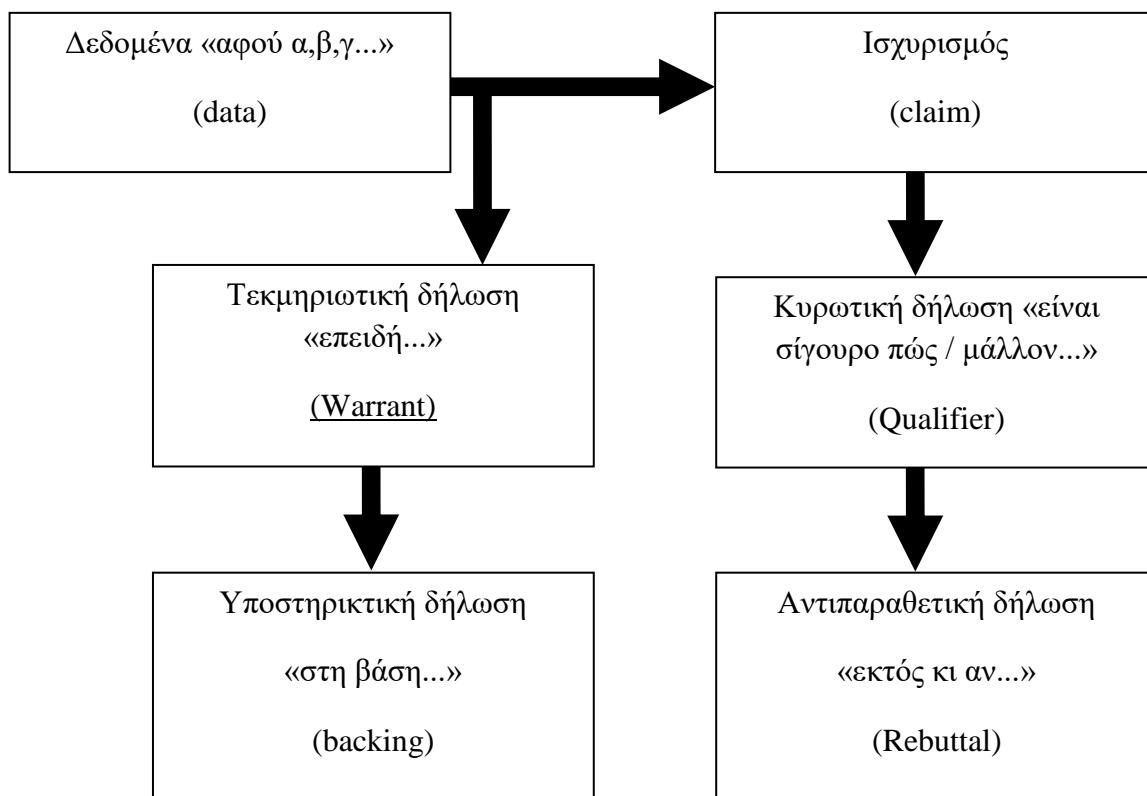 Δεδομένα «αφού α,β,γ...»
(data)
Ισχυρισμός
(claim)
Τεκμηριωτική δήλωση
«επειδή...»
(Warrant)
Κυρωτική δήλωση «είναι
σίγουρο πώς / μάλλον...»
(Qualifier)
Υποστηρικτική δήλωση
«στη βάση...»
(backing)
Αντιπαραθετική δήλωση
«εκτός κι αν...»
(Rebuttal)